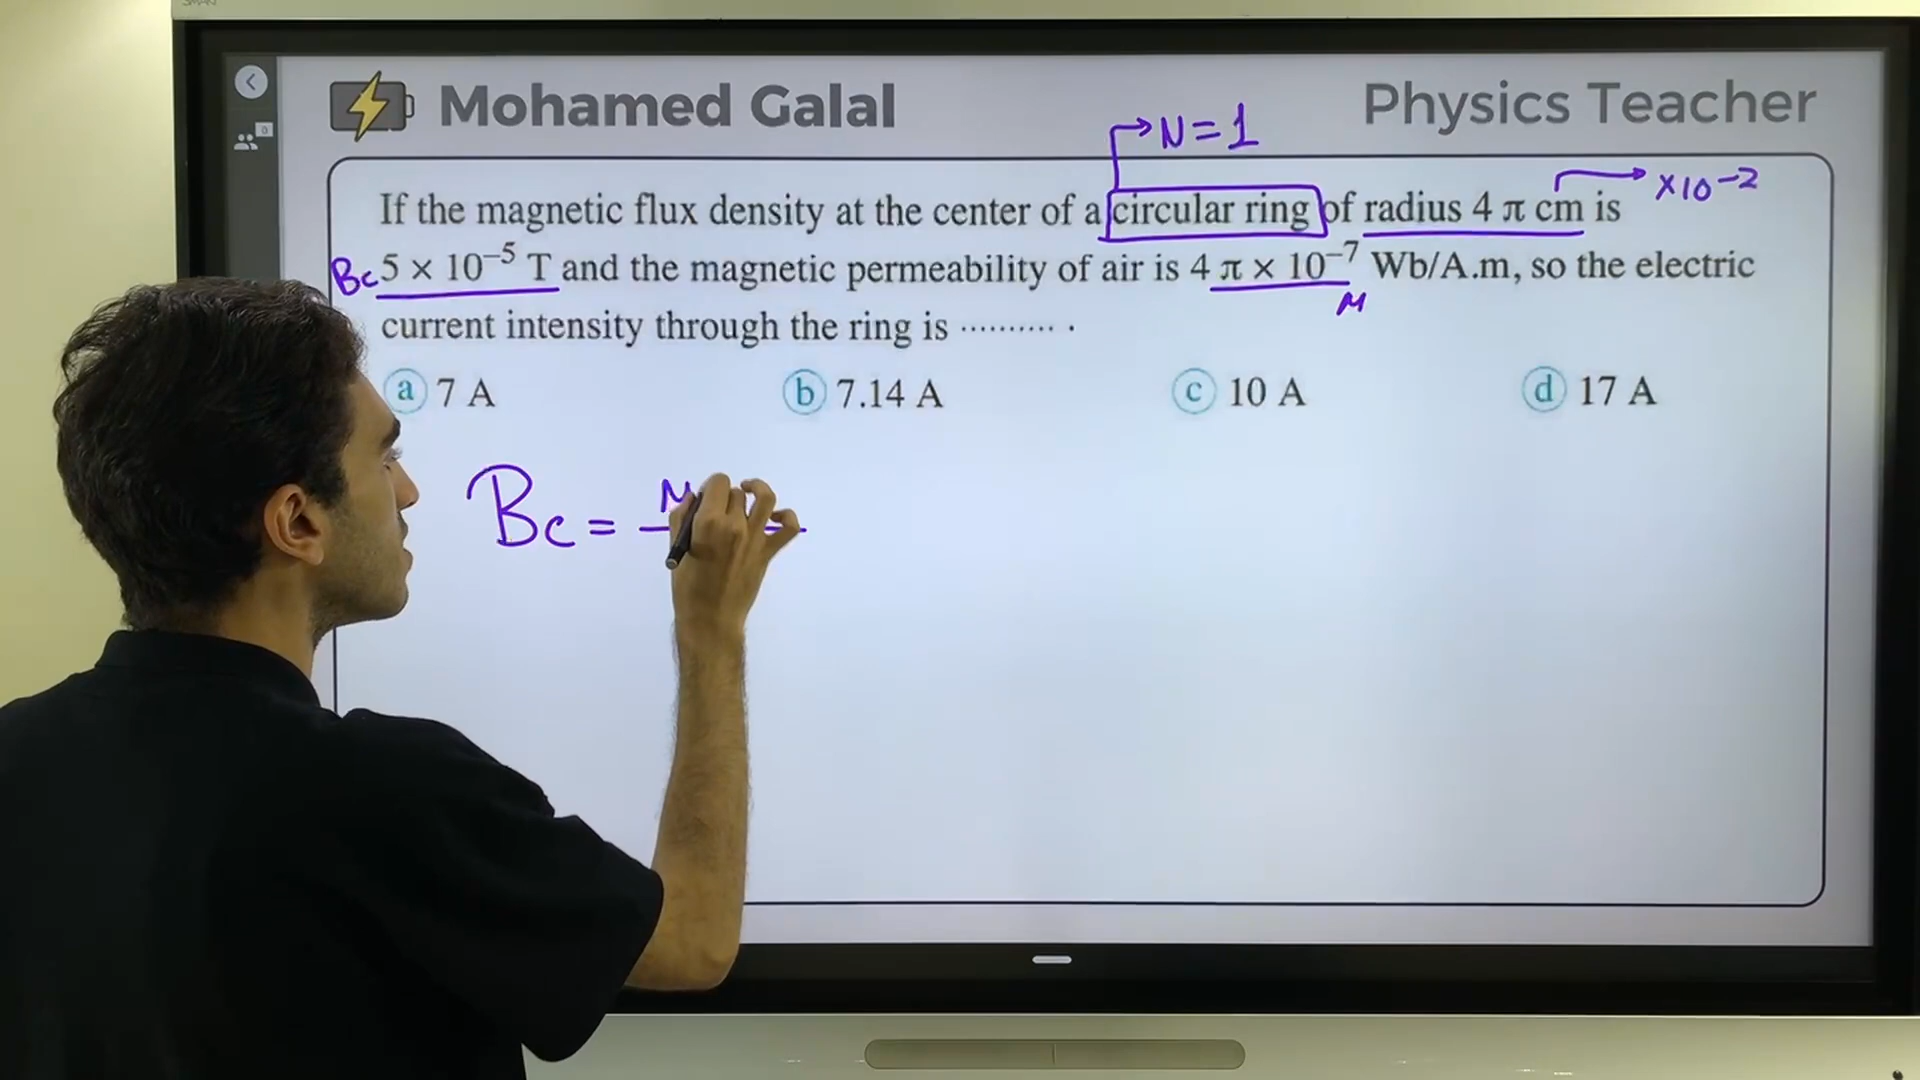 Mohamed Galal
Physics Teacher
N=1
If the magnetic flux density at the center of a circular ring of radius 4 π cm is
×10⁻²
Bc 5 × 10⁻⁵ T and the magnetic permeability of air is 4 π × 10⁻⁷ Wb/A.m, so the electric
M
current intensity through the ring is .......... .
a 7 A
b 7.14 A
c 10 A
d 17 A
Bc = M